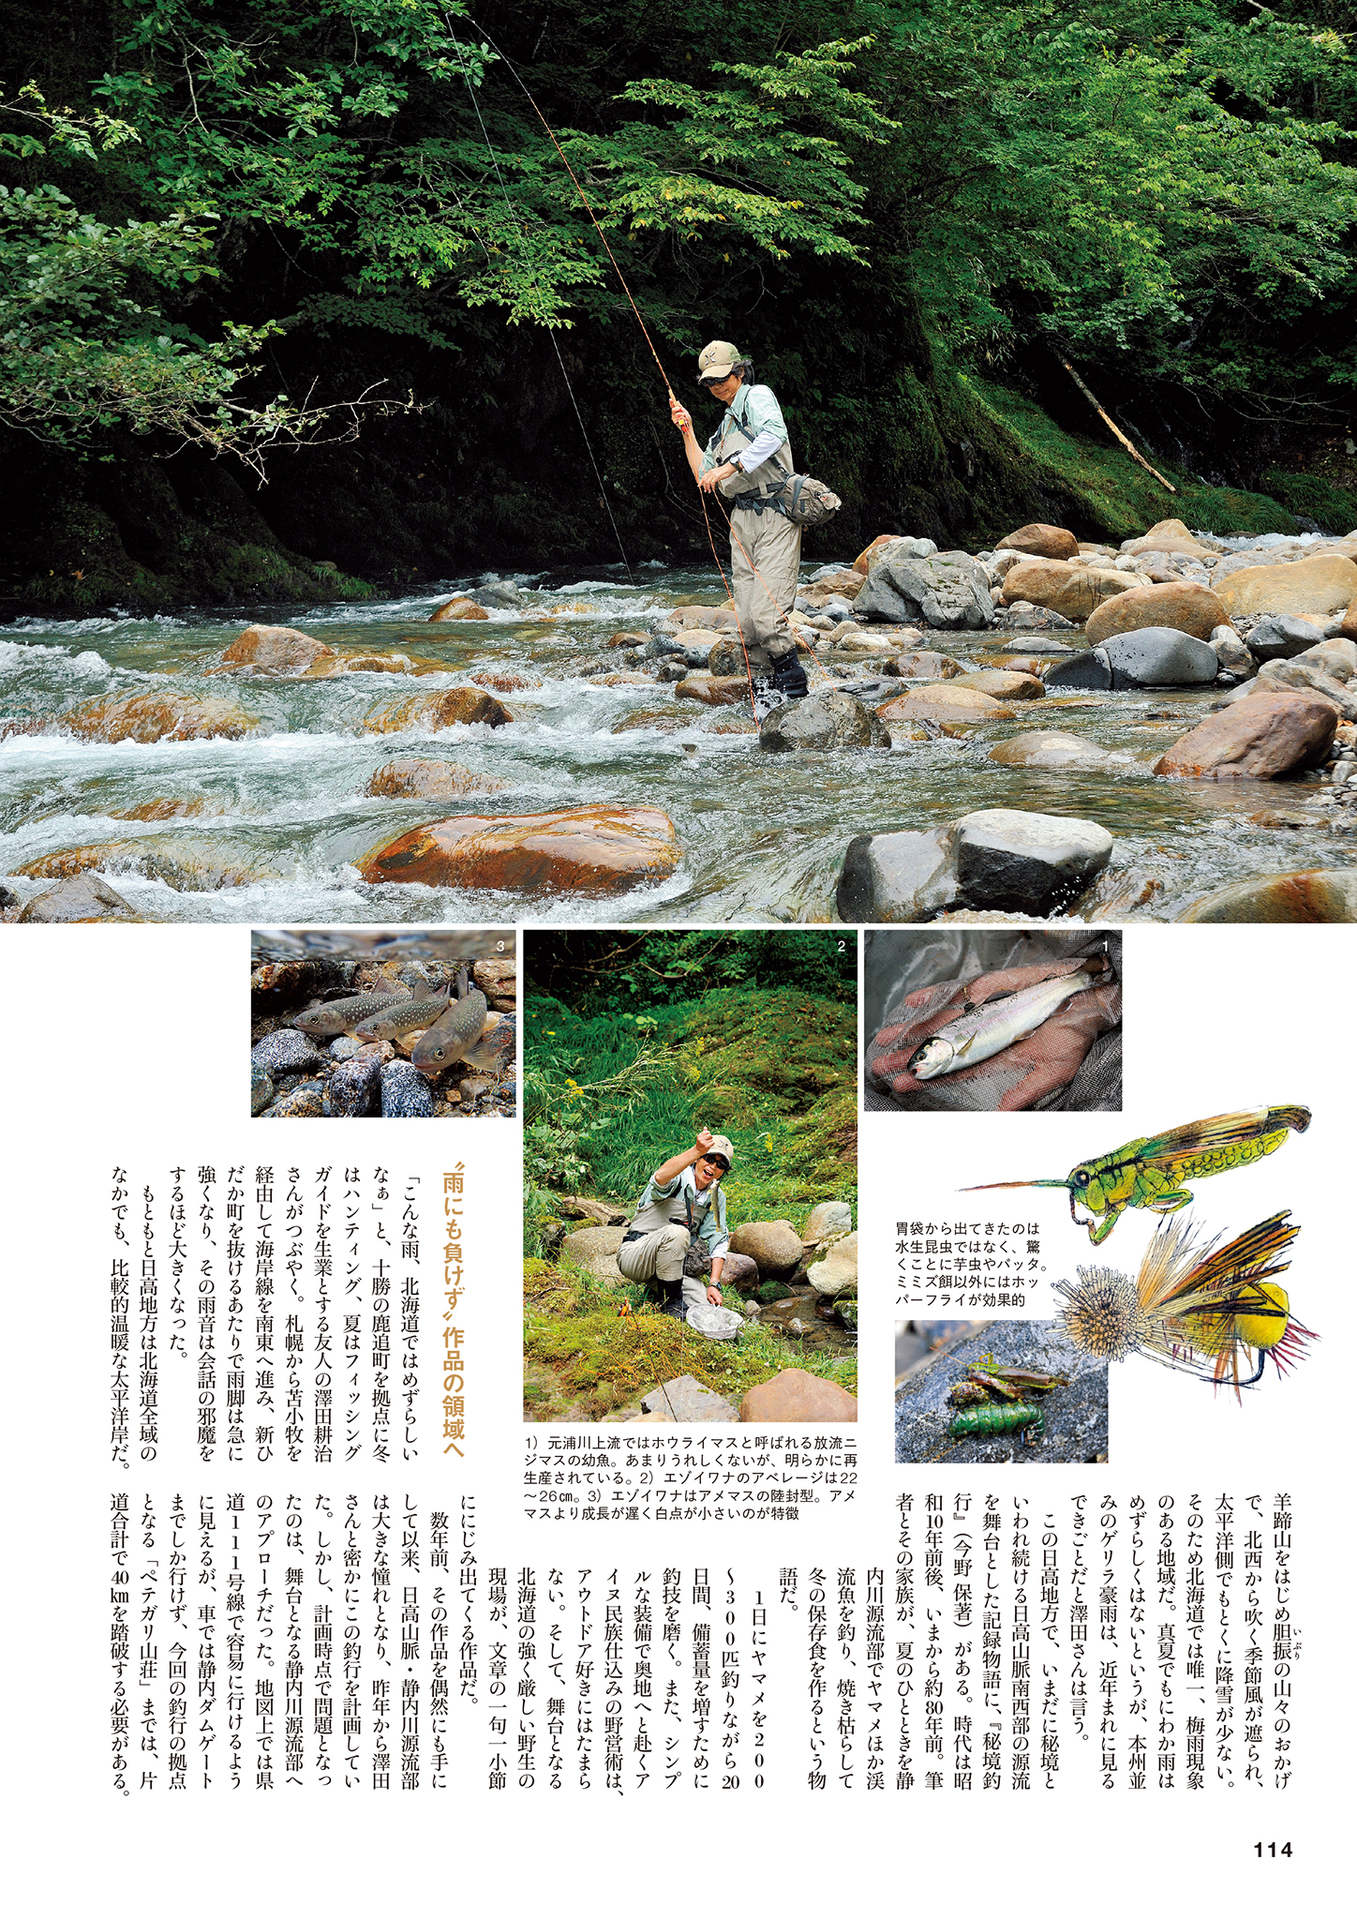 3
2
1
胃袋から出てきたのは
水生昆虫ではなく、驚
くことに芋虫やバッタ。
ミミズ餌以外にはホッ
パーフライが効果的
1）元浦川上流ではホウライマスと呼ばれる放流ニ
ジマスの幼魚。あまりうれしくないが、明らかに再
生産されている。2）エゾイワナのアベレージは22
～26㎝。3）エゾイワナはアメマスの陸封型。アメ
マスより成長が遅く白点が小さいのが特徴
〝雨にも負けず〟作品の領域へ
「こんな雨、北海道ではめずらしい
なぁ」と、十勝の鹿追町を拠点に冬
はハンティング、夏はフィッシング
ガイドを生業とする友人の澤田耕治
さんがつぶやく。札幌から苫小牧を
経由して海岸線を南東へ進み、新ひ
だか町を抜けるあたりで雨脚は急に
強くなり、その雨音は会話の邪魔を
するほど大きくなった。
もともと日高地方は北海道全域の
なかでも、比較的温暖な太平洋岸だ。
羊蹄山をはじめ胆振の山々のおかげ
いぶり
で、北西から吹く季節風が遮られ、
太平洋側でもとくに降雪が少ない。
そのため北海道では唯一、梅雨現象
のある地域だ。真夏でもにわか雨は
めずらしくはないというが、本州並
みのゲリラ豪雨は、近年まれに見る
できごとだと澤田さんは言う。
この日高地方で、いまだに秘境と
いわれ続ける日高山脈南西部の源流
を舞台とした記録物語に、『秘境釣
行』（今野 保著）がある。時代は昭
和10年前後、いまから約80年前。筆
者とその家族が、夏のひとときを静
内川源流部でヤマメほか渓
流魚を釣り、焼き枯らして
冬の保存食を作るという物
語だ。
1日にヤマメを200
～300匹釣りながら20
日間、備蓄量を増すために
釣技を磨く。また、シンプ
ルな装備で奥地へと赴くア
イヌ民族仕込みの野営術は、
アウトドア好きにはたまら
ない。そして、舞台となる
北海道の強く厳しい野生の
現場が、文章の一句一小節
ににじみ出てくる作品だ。
数年前、その作品を偶然にも手に
して以来、日高山脈・静内川源流部
は大きな憧れとなり、昨年から澤田
さんと密かにこの釣行を計画してい
た。しかし、計画時点で問題となっ
たのは、舞台となる静内川源流部へ
のアプローチだった。地図上では県
道111号線で容易に行けるよう
に見えるが、車では静内ダムゲート
までしか行けず、今回の釣行の拠点
となる「ペテガリ山荘」までは、片
道合計で40㎞を踏破する必要がある。
114